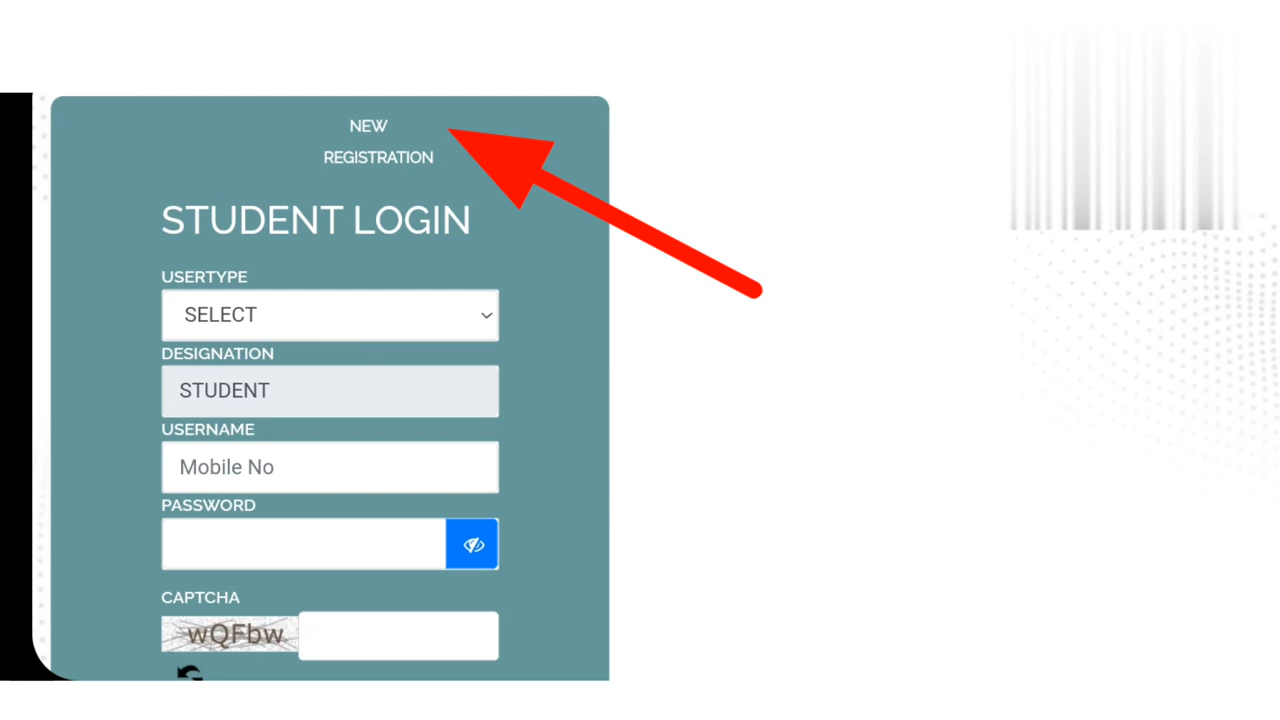 NEW
REGISTRATION
STUDENT LOGIN
USERTYPE
SELECT
DESIGNATION
STUDENT
USERNAME
Mobile No
PASSWORD
CAPTCHA
wQFbw